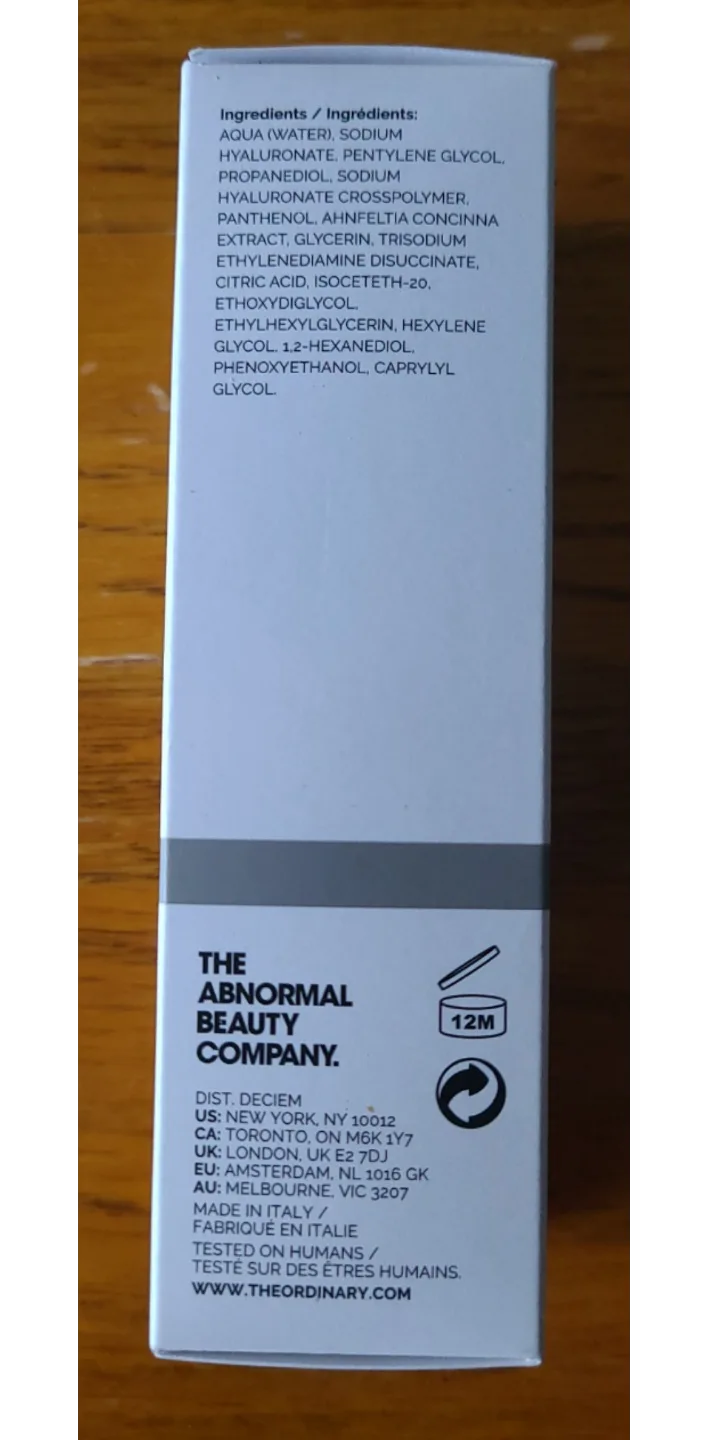 Ingredients / Ingrédients:
AQUA (WATER), SODIUM
HYALURONATE, PENTYLENE GLYCOL,
PROPANEDIOL, SODIUM
HYALURONATE CROSSPOLYMER,
PANTHENOL, AHNFELTIA CONCINNA
EXTRACT, GLYCERIN, TRISODIUM
ETHYLENEDIAMINE DISUCCINATE,
CITRIC ACID, ISOCETETH-20,
ETHOXYDIGLYCOL,
ETHYLHEXYLGLYCERIN, HEXYLENE
GLYCOL, 1,2-HEXANEDIOL,
PHENOXYETHANOL, CAPRYLYL
GLYCOL.
THE
ABNORMAL
BEAUTY
COMPANY.
12M
DIST. DECIEM
US: NEW YORK, NY 10012
CA: TORONTO, ON M6K 1Y7
UK: LONDON, UK E2 7DJ
EU: AMSTERDAM, NL 1016 GK
AU: MELBOURNE, VIC 3207
MADE IN ITALY /
FABRIQUÉ EN ITALIE
TESTED ON HUMANS /
TESTÉ SUR DES ÊTRES HUMAINS.
WWW.THEORDINARY.COM